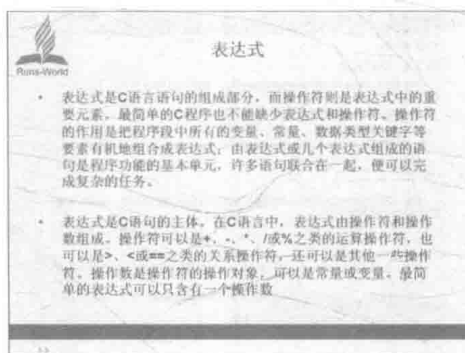 Runs-World
表达式
• 表达式是C语言语句的组成部分，而操作符则是表达式中的重
要元素，最简单的C程序也不能缺少表达式和操作符。操作符
的作用是把程序段中所有的变量、常量、数据类型关键字等
要素有机地组合成表达式；由表达式或几个表达式组成的语
句是程序功能的基本单元，许多语句联合在一起，便可以完
成复杂的任务。
• 表达式是C语句的主体。在C语言中，表达式由操作符和操作
数组成。操作符可以是+、-、*、/或%之类的运算操作符，也
可以是>、<或==之类的关系操作符，还可以是其他一些操作
符。操作数是操作符的操作对象，可以是常量或变量。最简
单的表达式可以只含有一个操作数